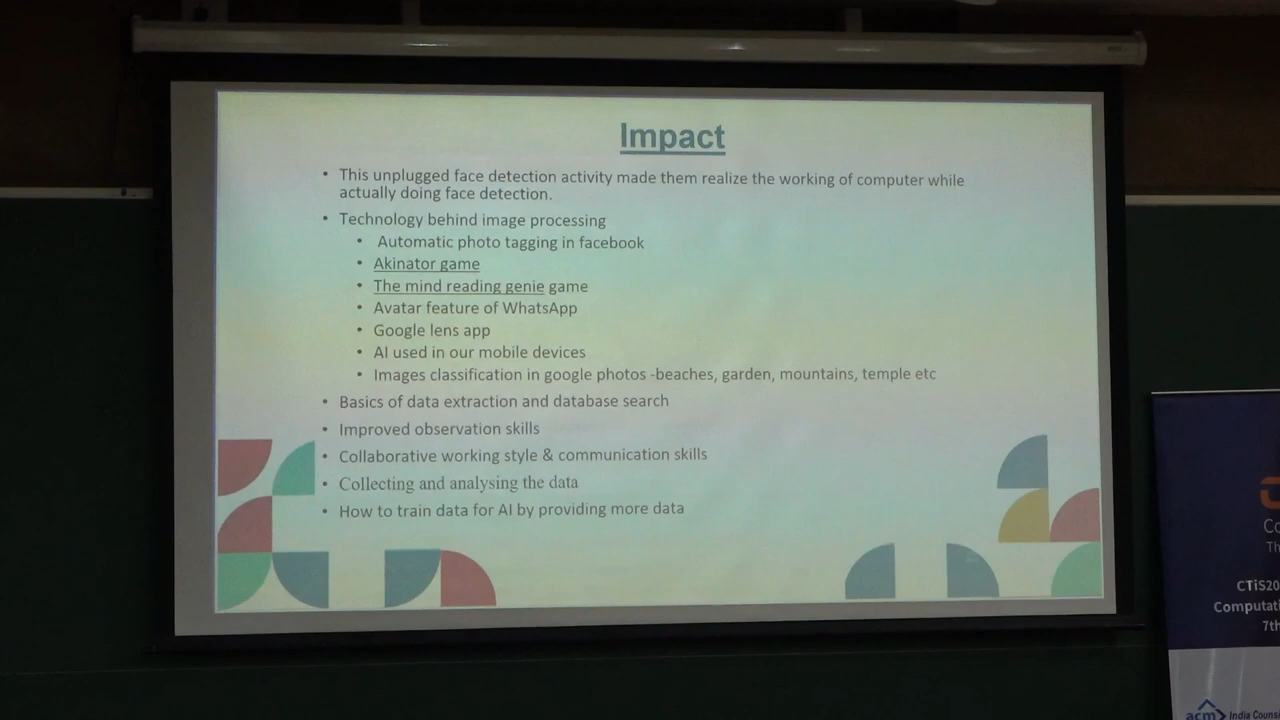 Impact
• This unplugged face detection activity made them realize the working of computer while
actually doing face detection.
• Technology behind image processing
• Automatic photo tagging in facebook
• Akinator game
• The mind reading genie game
• Avatar feature of WhatsApp
• Google lens app
• AI used in our mobile devices
• Images classification in google photos -beaches, garden, mountains, temple etc
• Basics of data extraction and database search
• Improved observation skills
• Collaborative working style & communication skills
• Collecting and analysing the data
• How to train data for AI by providing more data
CTiS20
Computati
7th
acm India Couns